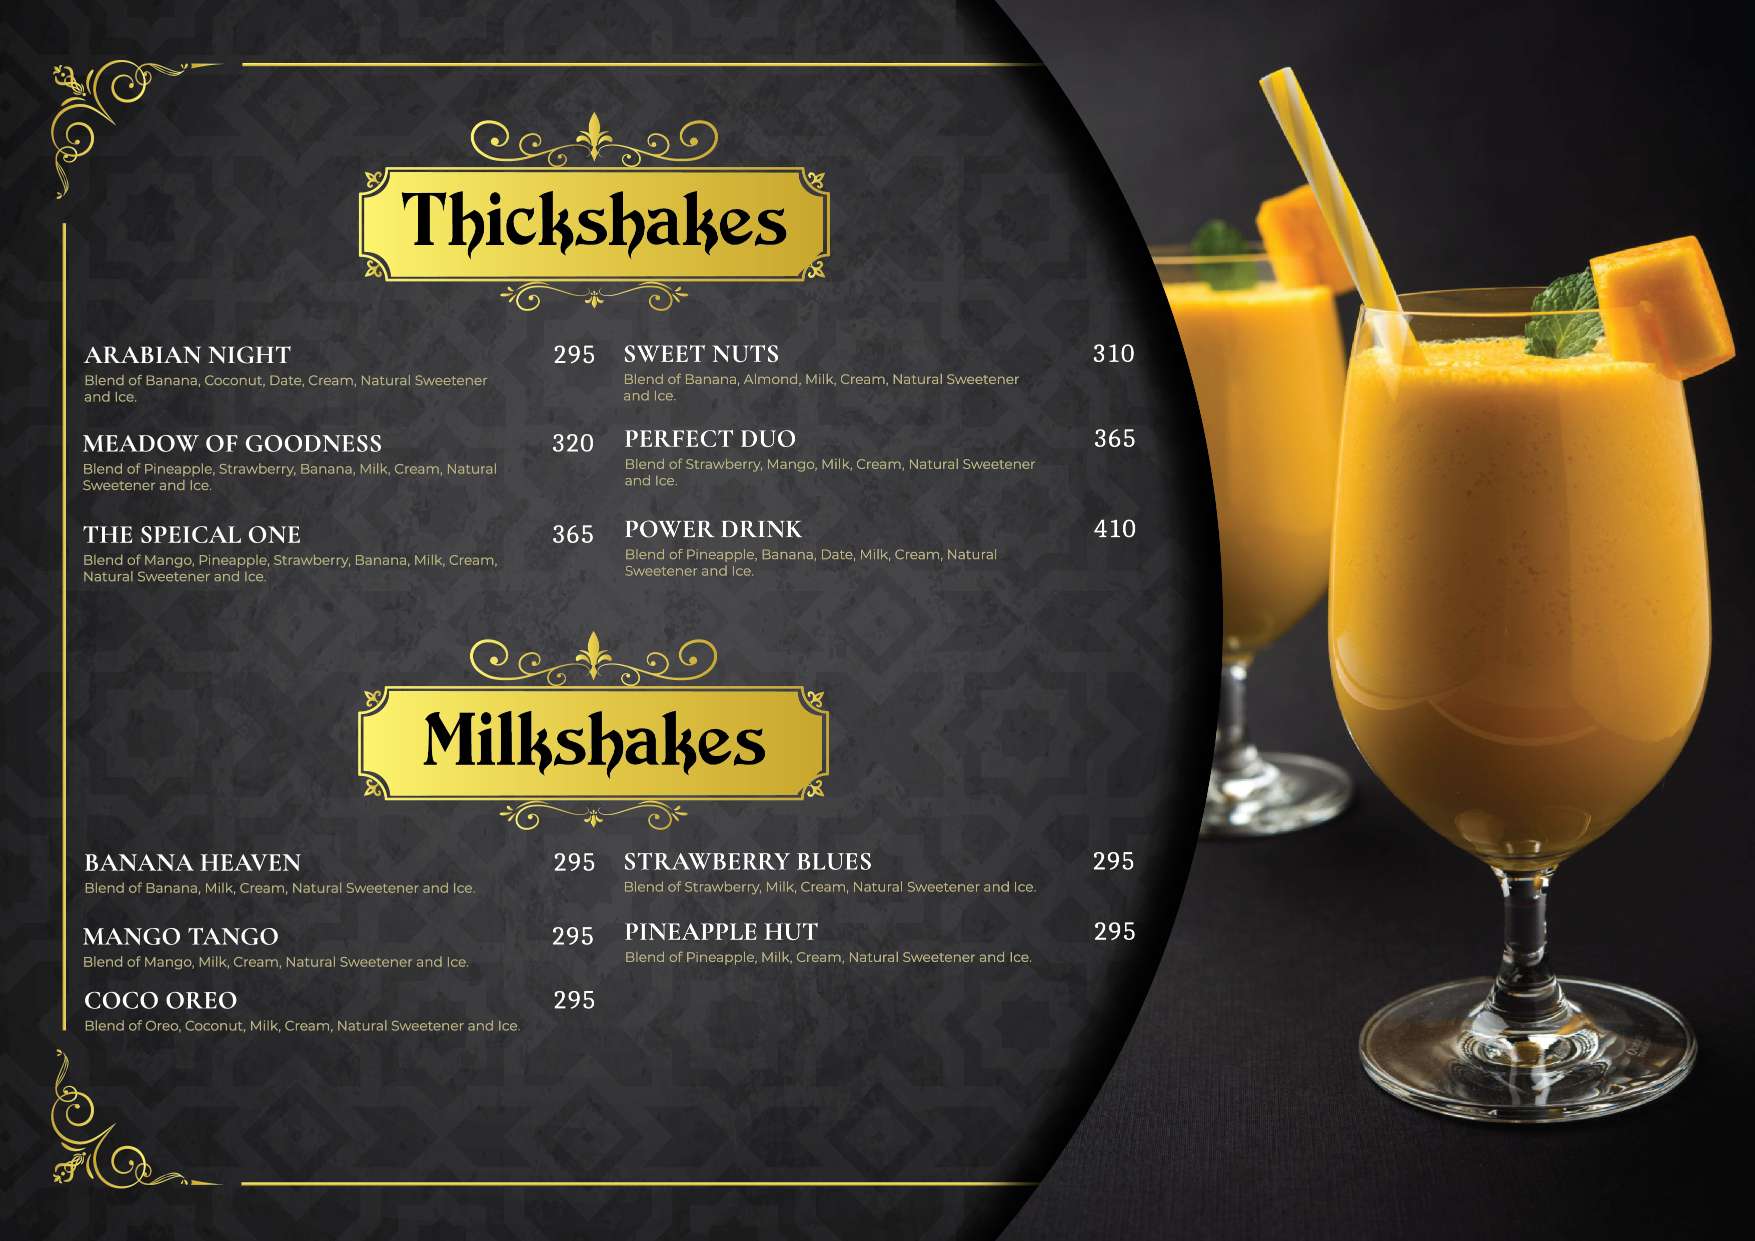 Thickshakes
ARABIAN NIGHT 295
Blend of Banana, Coconut, Date, Cream, Natural Sweetener
and Ice.
MEADOW OF GOODNESS 320
Blend of Pineapple, Strawberry, Banana, Milk, Cream, Natural
Sweetener and Ice.
THE SPEICAL ONE 365
Blend of Mango, Pineapple, Strawberry, Banana, Milk, Cream,
Natural Sweetener and Ice.
SWEET NUTS 310
Blend of Banana, Almond, Milk, Cream, Natural Sweetener
and Ice.
PERFECT DUO 365
Blend of Strawberry, Mango, Milk, Cream, Natural Sweetener
and Ice.
POWER DRINK 410
Blend of Pineapple, Banana, Date, Milk, Cream, Natural
Sweetener and Ice.
Milkshakes
BANANA HEAVEN 295
Blend of Banana, Milk, Cream, Natural Sweetener and Ice.
MANGO TANGO 295
Blend of Mango, Milk, Cream, Natural Sweetener and Ice.
COCO OREO 295
Blend of Oreo, Coconut, Milk, Cream, Natural Sweetener and Ice.
STRAWBERRY BLUES 295
Blend of Strawberry, Milk, Cream, Natural Sweetener and Ice.
PINEAPPLE HUT 295
Blend of Pineapple, Milk, Cream, Natural Sweetener and Ice.